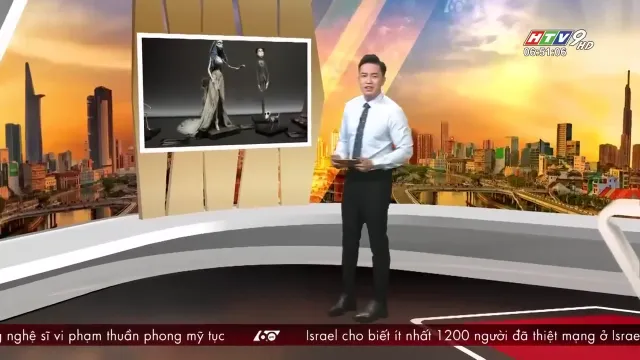 HTV9 HD
06:51:06
g nghệ sĩ vi phạm thuần phong mỹ tục 60 Israel cho biết ít nhất 1200 người đã thiệt mạng ở Israe